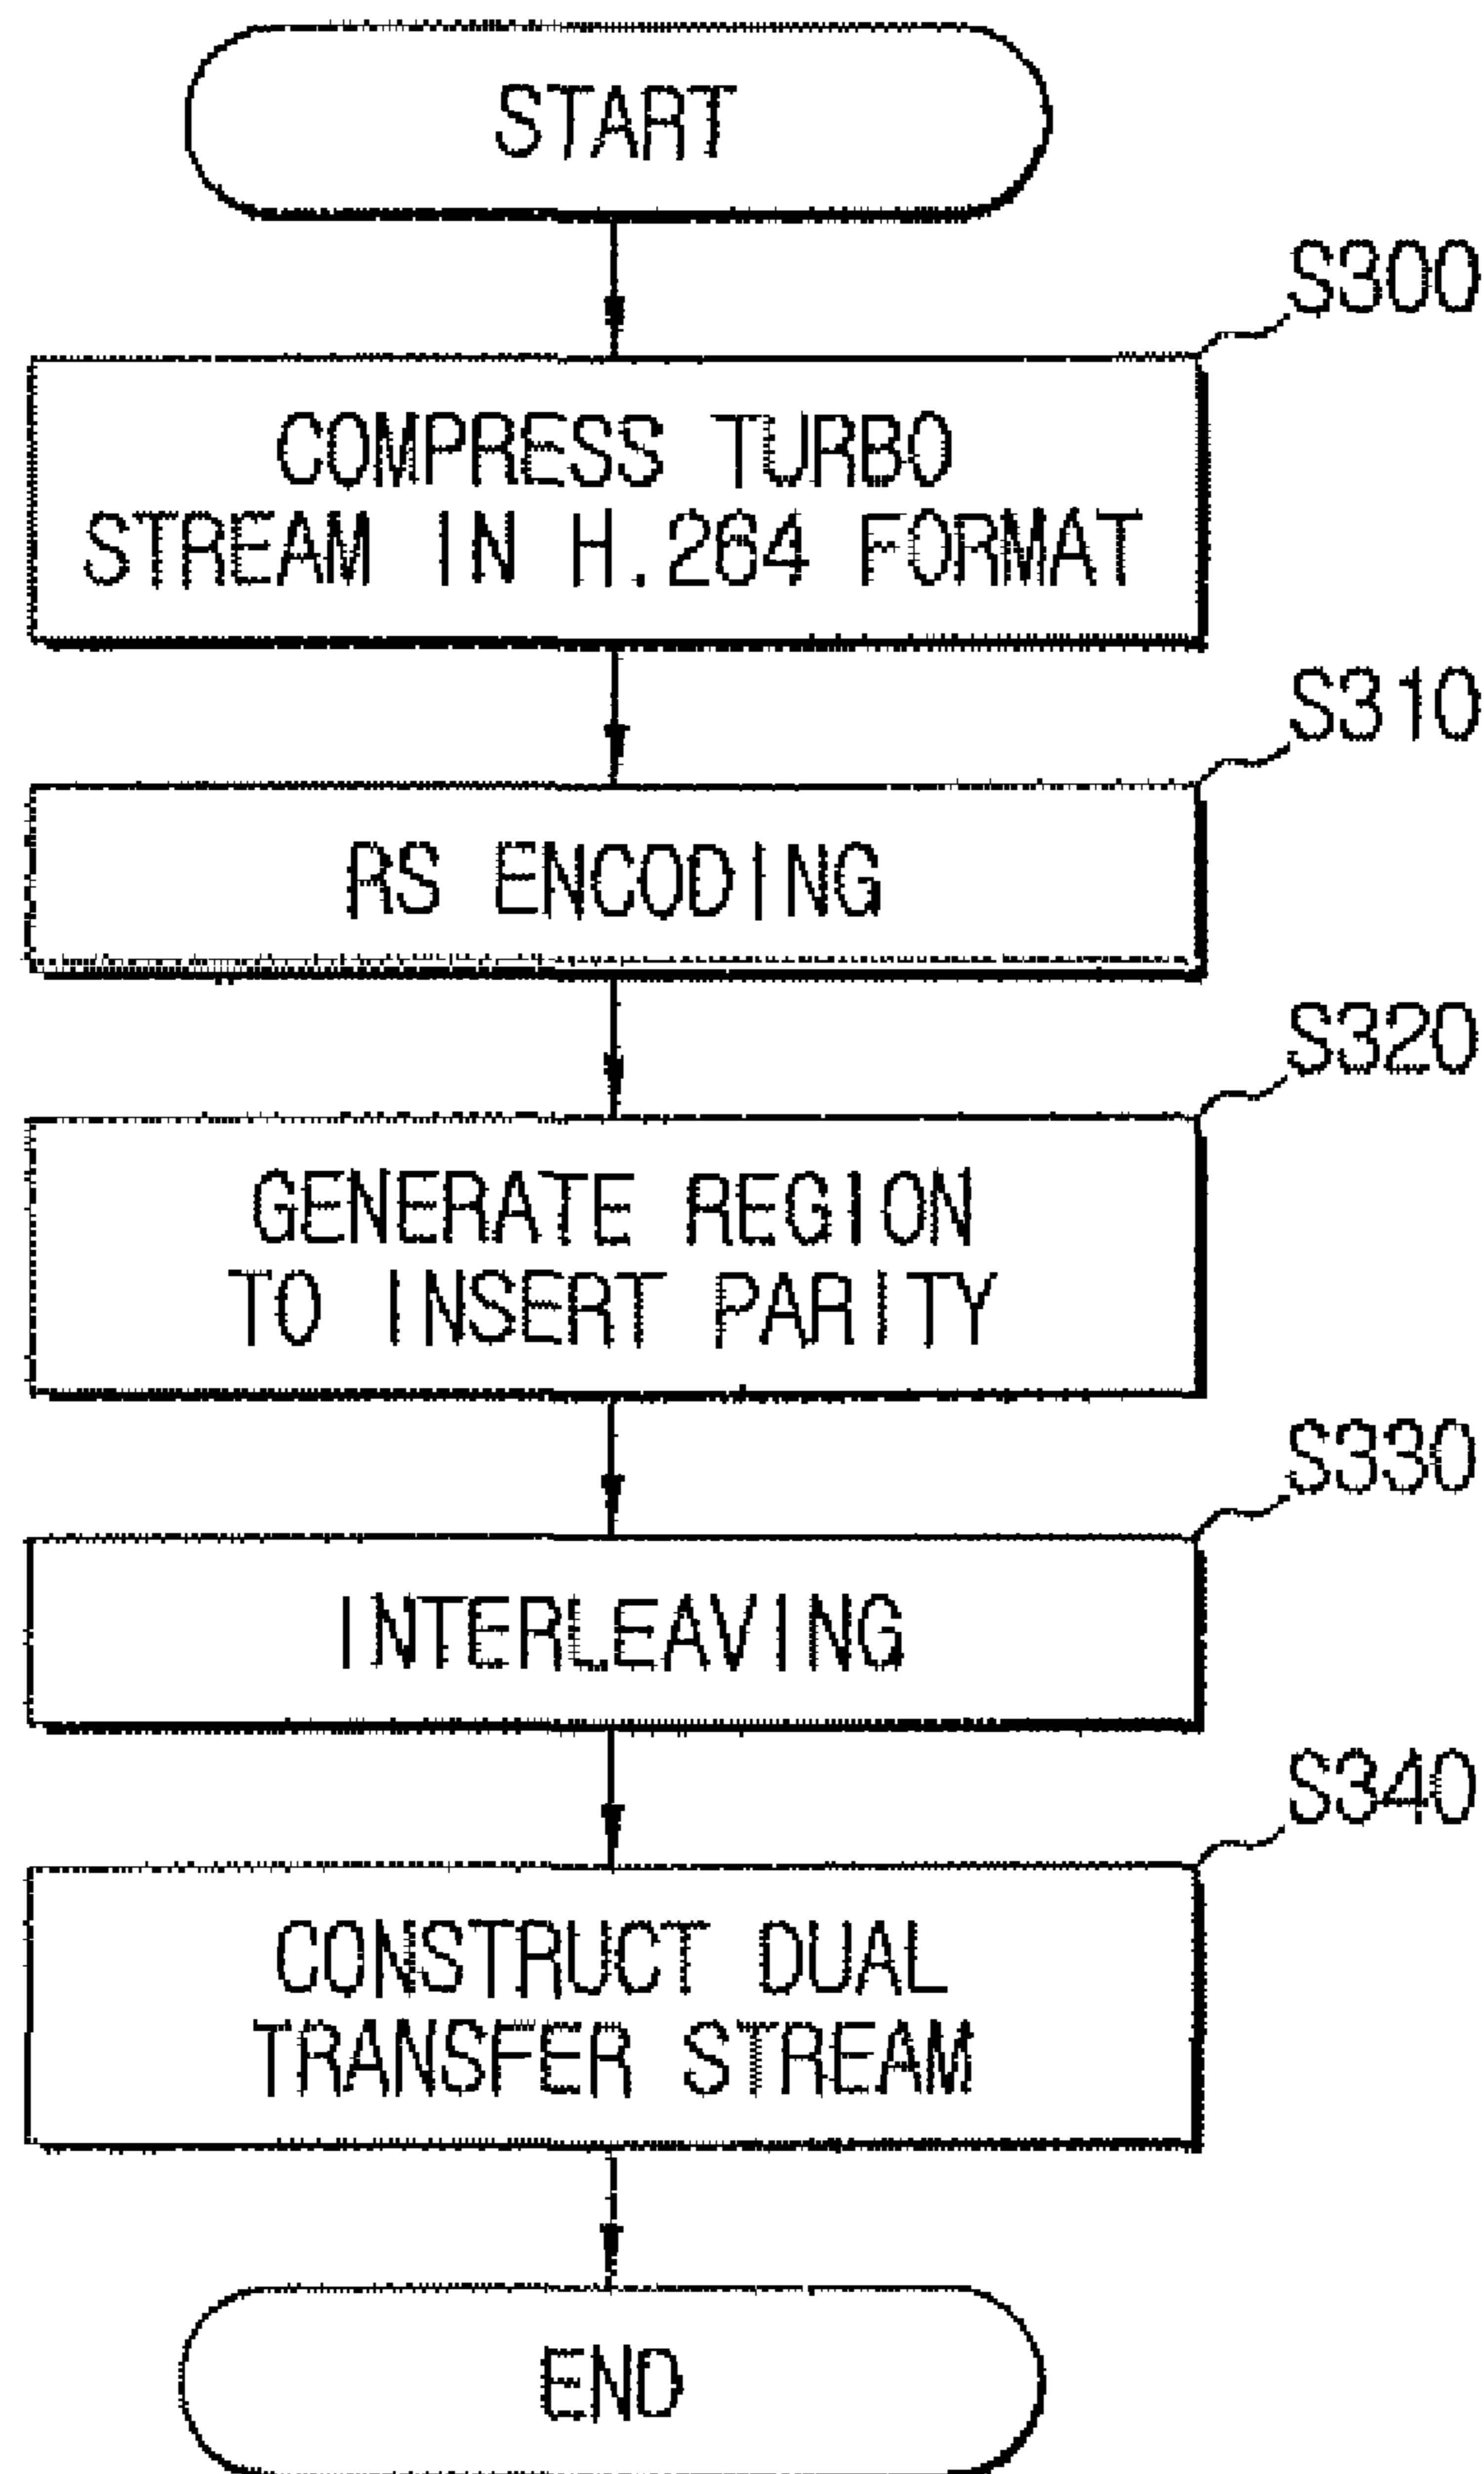 START
S300
COMPRESS TURBO
STREAM IN H.264 FORMAT
S310
RS ENCODING
S320
GENERATE REGION
TO INSERT PARITY
S330
INTERLEAVING
S340
CONSTRUCT DUAL
TRANSFER STREAM
END